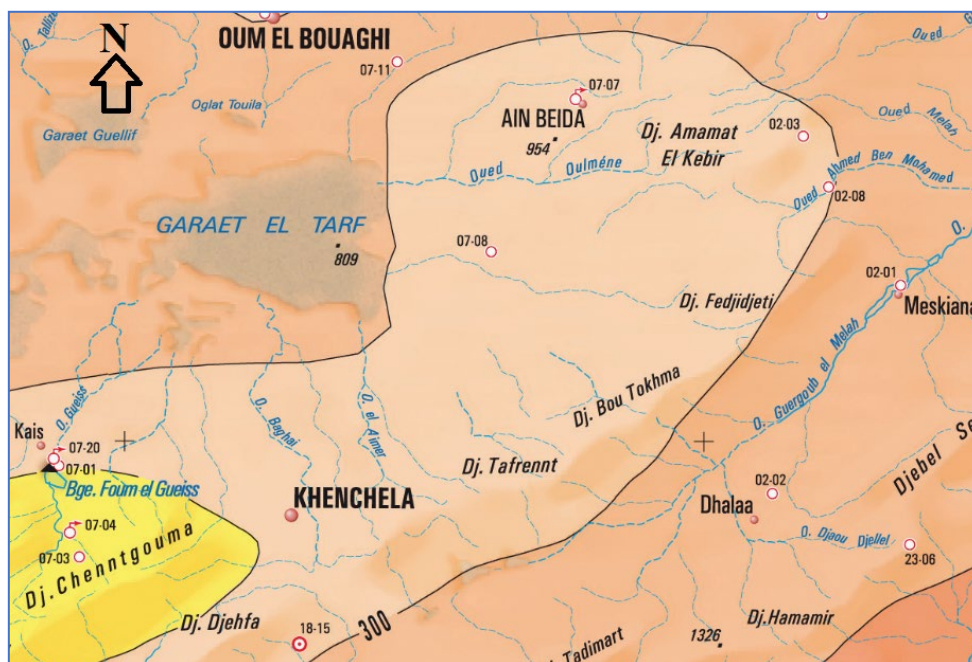 O. Tallizerdane
N
OUM EL BOUAGHI
07-11
Oglat Touila
Garaet Guellif
07-07
AIN BEIDA
954
Dj. Amamat
El Kebir
02-03
Oued
Oued Melah
Oued Oulméne
Oued Ahmed Ben Mohamed
02-08
GARAET EL TARF
809
07-08
O.
02-01
Meskiana
Dj. Fedjidjeti
O. Guergoub el Melah
Dj. Bou Tokhma
O. Gueiss
O. Baghai
O. el Aimer
Kais
07-20
07-01
Bge. Foum el Gueiss
Dj. Tafrennt
KHENCHELA
02-02
Dhalaa
Djebel Se
07-04
07-03
Dj. Chenntgouma
O. Djaou Djellel
23-06
Dj. Djehfa
18-15
300
Tadimart
1326
Dj.Hamamir